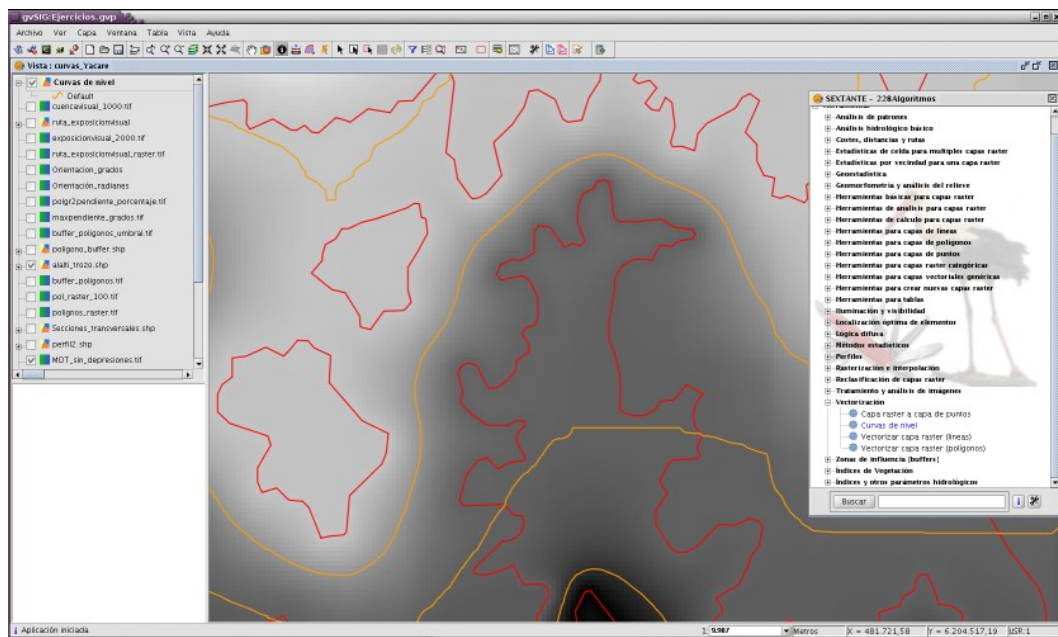 gvSIG:Ejercicios.gvp
Archivo Ver Capa Ventana Tabla Vista Ayuda
Vista : curvas_Yacare
Curvas de nivel
Default
cuencavisual_1000.tif
ruta_exposicionvisual
exposicionvisual_2000.tif
ruta_exposicionvisual_raster.tif
Orientacion_grados
Orientación_radianes
polgr2pendiente_porcentaje.tif
maxpendiente_grados.tif
buffer_poligonos_umbral.tif
poligono_buffer.shp
alalti_trozo.shp
buffer_poligonos.tif
pol_raster_100.tif
polignos_raster.tif
Secciones_transversales.shp
perfil2.shp
MDT_sin_depresiones.tif
SEXTANTE - 228Algoritmos
Análisis de patrones
Análisis hidrológico básico
Costes, distancias y rutas
Estadísticas de celda para multiples capas raster
Estadísticas por vecindad para una capa raster
Geoestadística
Geomorfometría y análisis del relieve
Herramientas básicas para capas raster
Herramientas de análisis para capas raster
Herramientas de cálculo para capas raster
Herramientas para capas de líneas
Herramientas para capas de polígonos
Herramientas para capas de puntos
Herramientas para capas raster categóricas
Herramientas para capas vectoriales genéricas
Herramientas para crear nuevas capas raster
Herramientas para tablas
Iluminación y visibilidad
Localización óptima de elementos
Lógica difusa
Métodos estadísticos
Perfiles
Rasterización e interpolación
Reclasificación de capas raster
Tratamiento y análisis de imágenes
Vectorización
Capa raster a capa de puntos
Curvas de nivel
Vectorizar capa raster (líneas)
Vectorizar capa raster (polígonos)
Zonas de influencia [buffers]
Índices de Vegetación
Índices y otros parámetros hidrológicos
Buscar
Aplicación iniciada
1: 9.987 Metros X = 481.721,58 Y = 6.204.517,19 USR:1